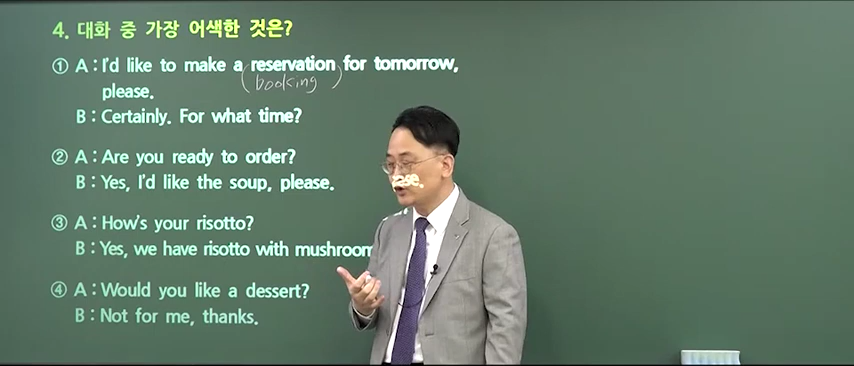 4. 대화 중 가장 어색한 것은?
① A : I'd like to make a reservation for tomorrow,
(booking)
please.
B : Certainly. For what time?
② A : Are you ready to order?
B : Yes, I'd like the soup, please.
③ A : How's your risotto?
B : Yes, we have risotto with mushroom
④ A : Would you like a dessert?
B : Not for me, thanks.